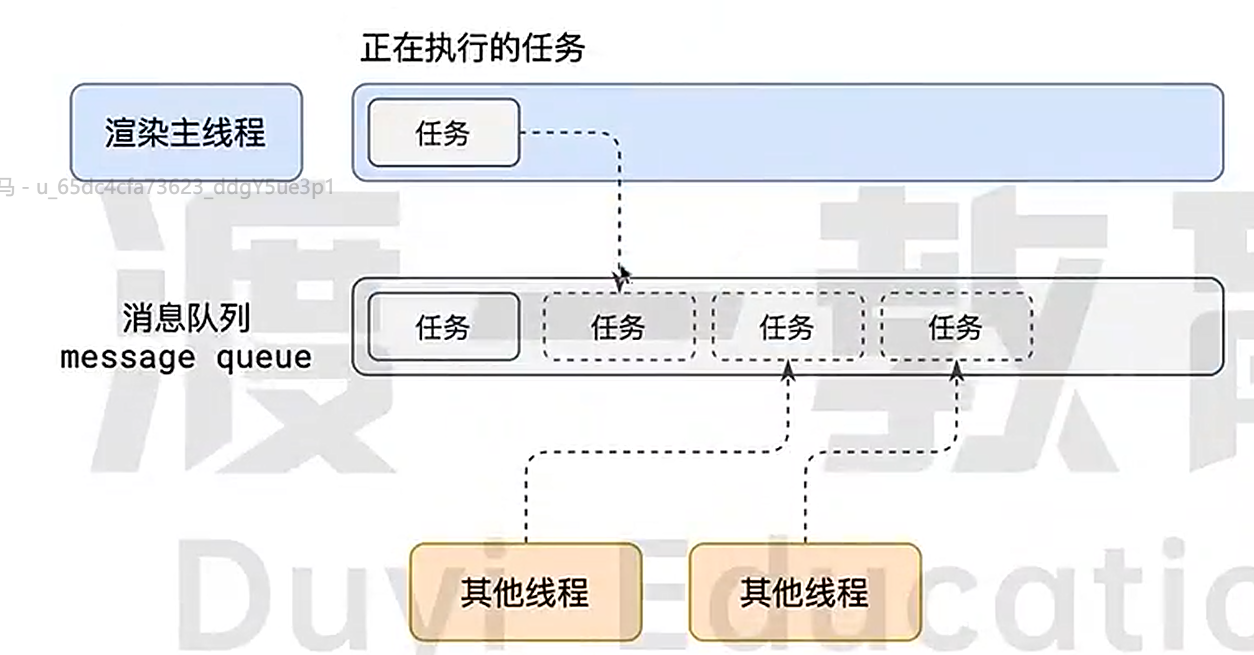 正在执行的任务
渲染主线程
任务
马 - u_65dc4cfa73623_ddgY5ue3p1
消息队列
message queue
任务
任务
任务
任务
其他线程
其他线程
渡一教
Duyi Educatio